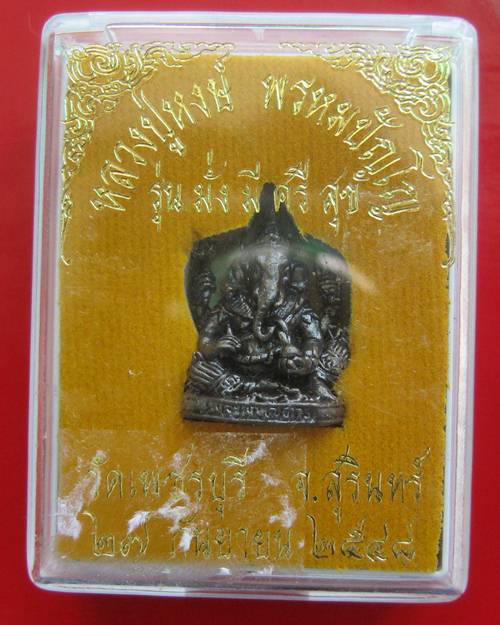 หลวงปู่หงษ์ พรหมปัญโญ
รุ่น มั่ง มี ศรี สุข
วัดเพชรบุรี จ.สุรินทร์
๒๗ กันยายน ๒๕๔๘